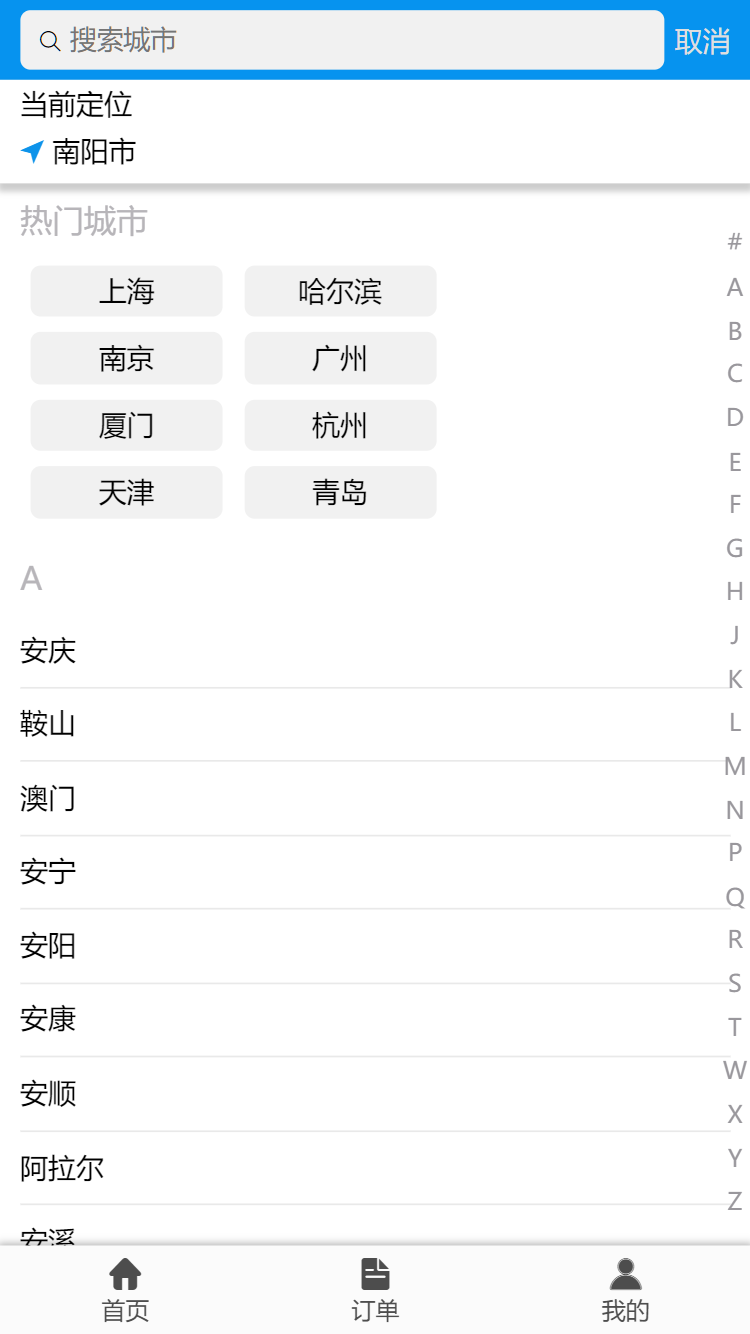 搜索城市 取消
当前定位
南阳市
热门城市
上海 哈尔滨
南京 广州
厦门 杭州
天津 青岛
A
安庆
鞍山
澳门
安宁
安阳
安康
安顺
阿拉尔
安溪
#
A
B
C
D
E
F
G
H
J
K
L
M
N
P
Q
R
S
T
W
X
Y
Z
首页 订单 我的